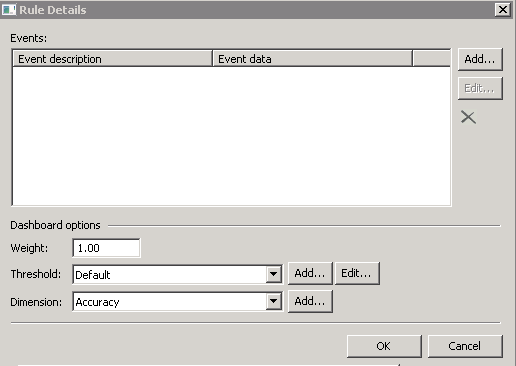 Rule Details
Events:
Event description Event data
Add...
Edit...
Dashboard options
Weight: 1.00
Threshold: Default Add... Edit...
Dimension: Accuracy Add...
OK Cancel